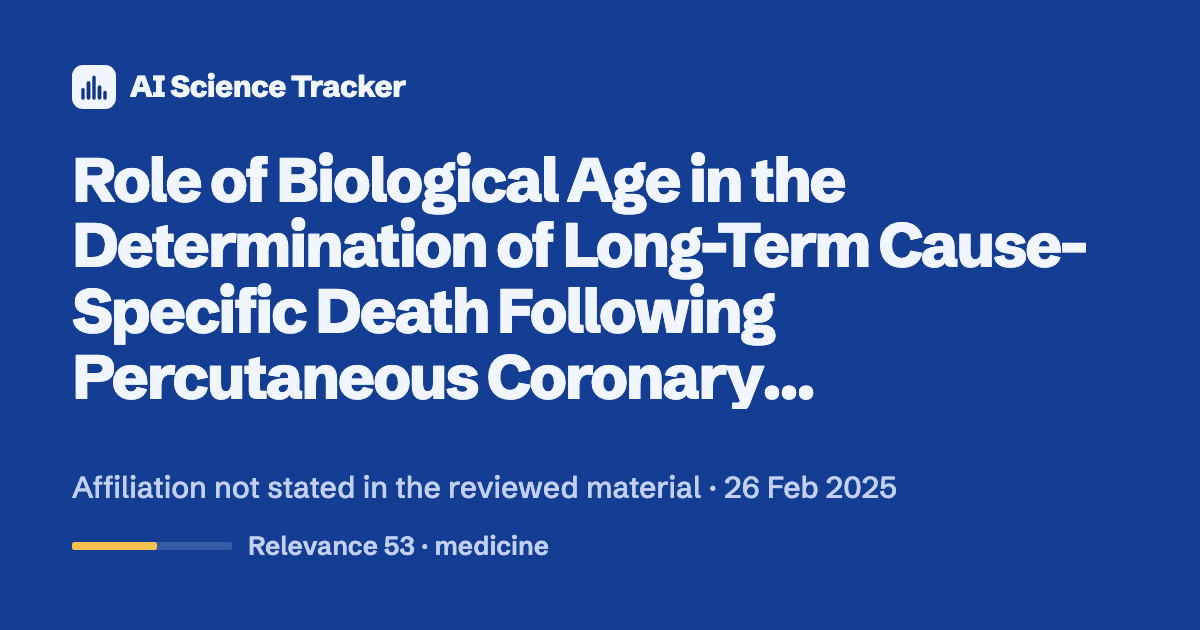 AI Science Tracker
Role of Biological Age in the
Determination of Long-Term Cause-
Specific Death Following
Percutaneous Coronary...
Affiliation not stated in the reviewed material · 26 Feb 2025
Relevance 53 · medicine